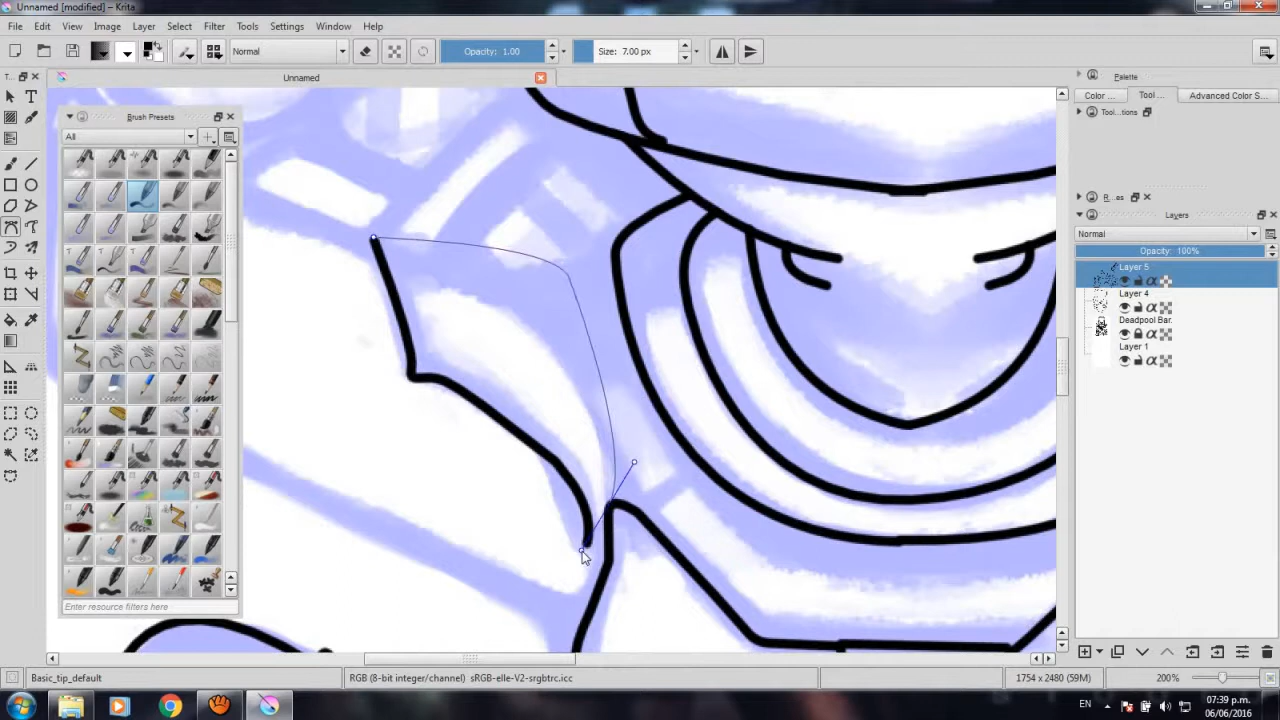 Unnamed [modified] - Krita
File Edit View Image Layer Select Filter Tools Settings Window Help
Normal Opacity: 1.00 Size: 7.00 px
Unnamed
T...
Brush Presets
All
Enter resource filters here
Palette
Color ... Tool ... Advanced Color S...
Tool...tions
R...es
Layers
Normal
Opacity: 100%
Layer 5
Layer 4
Deadpool Bar.
Layer 1
Basic_tip_default RGB (8-bit integer/channel) sRGB-elle-V2-srgbtrc.icc 1754 x 2480 (59M) 200%
EN 07:39 p.m.
06/06/2016